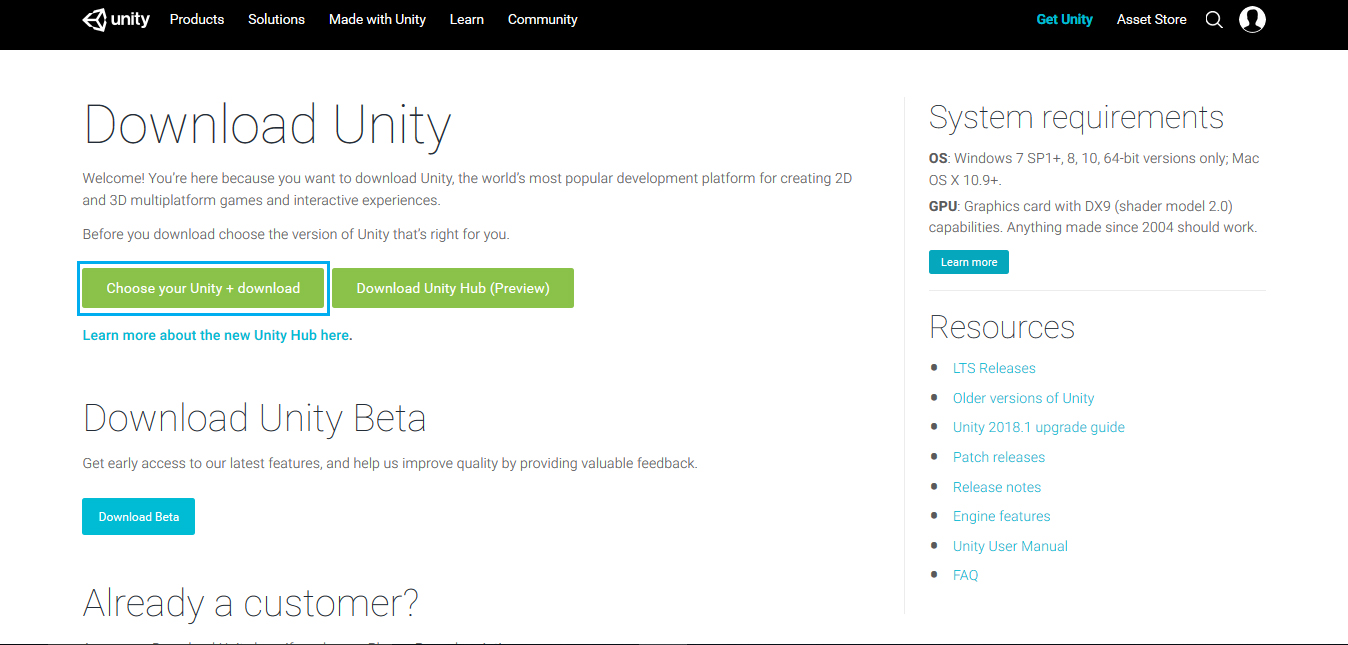 unity Products Solutions Made with Unity Learn Community Get Unity Asset Store
Download Unity
Welcome! You're here because you want to download Unity, the world's most popular development platform for creating 2D
and 3D multiplatform games and interactive experiences.
Before you download choose the version of Unity that's right for you.
Choose your Unity + download Download Unity Hub (Preview)
Learn more about the new Unity Hub here.
Download Unity Beta
Get early access to our latest features, and help us improve quality by providing valuable feedback.
Download Beta
Already a customer?
System requirements
OS: Windows 7 SP1+, 8, 10, 64-bit versions only; Mac
OS X 10.9+.
GPU: Graphics card with DX9 (shader model 2.0)
capabilities. Anything made since 2004 should work.
Learn more
Resources
LTS Releases
Older versions of Unity
Unity 2018.1 upgrade guide
Patch releases
Release notes
Engine features
Unity User Manual
FAQ